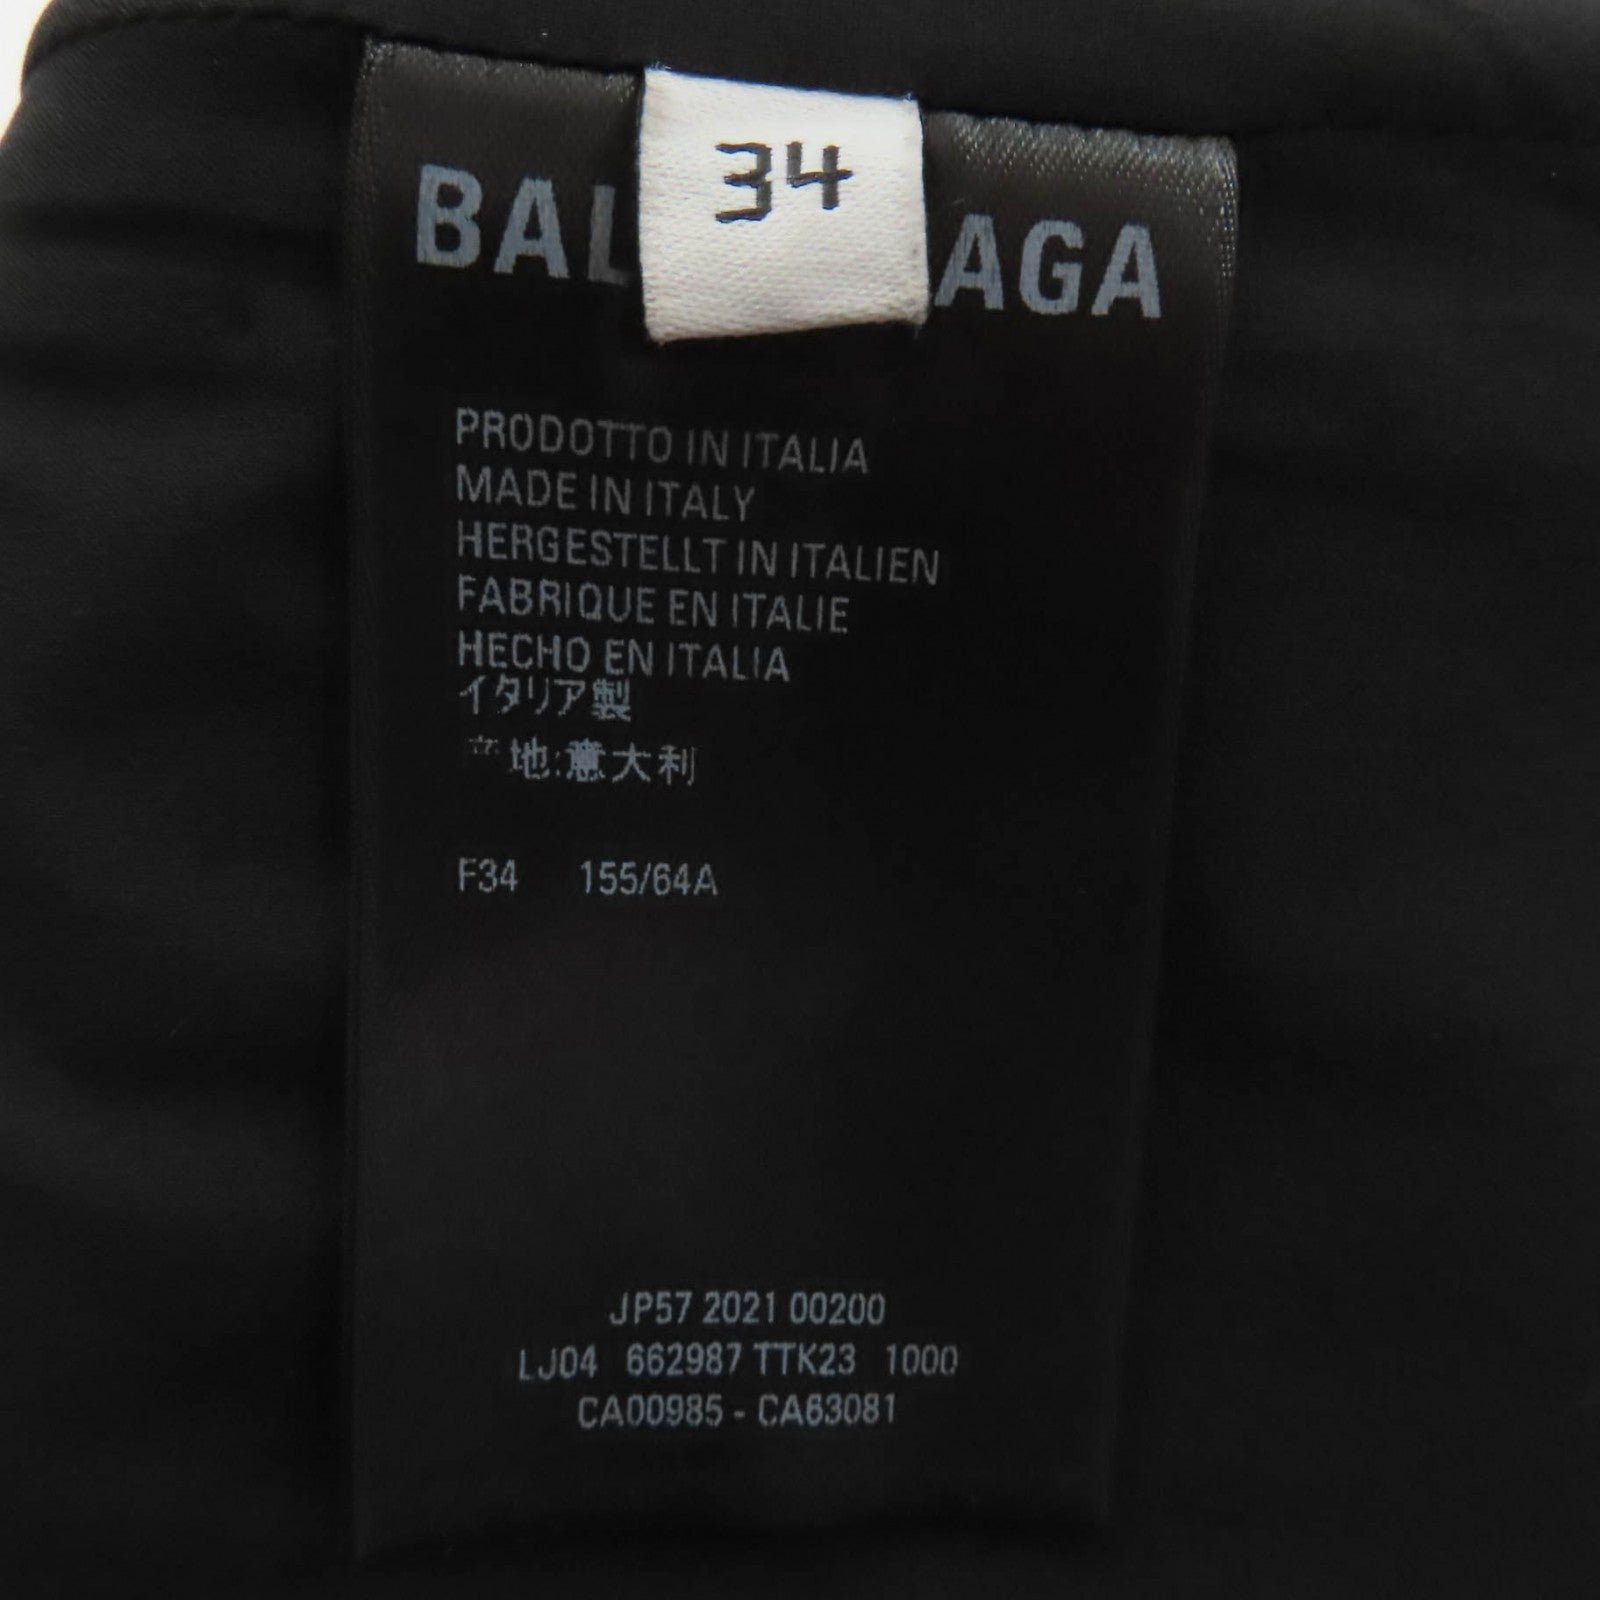 34
BAL AGA
PRODOTTO IN ITALIA
MADE IN ITALY
HERGESTELLT IN ITALIEN
FABRIQUE EN ITALIE
HECHO EN ITALIA
イタリア製
产地:意大利
F34 155/64A
JP57 2021 00200
LJ04 662987 TTK23 1000
CA00985 - CA63081